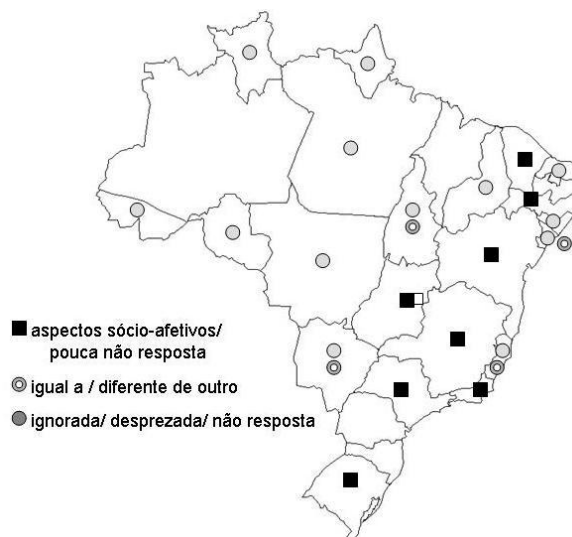 aspectos sócio-afetivos/
pouca não resposta
igual a / diferente de outro
ignorada/ desprezada/ não resposta